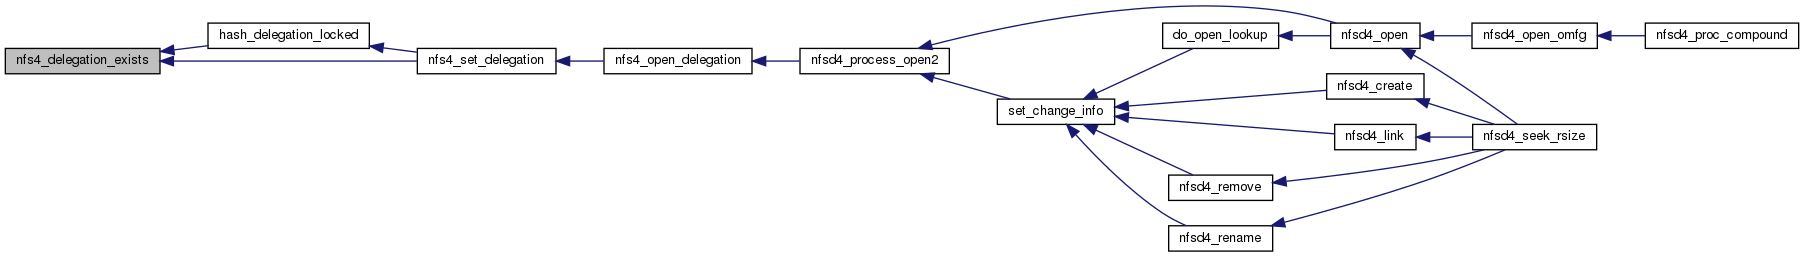 nfs4_delegation_exists
hash_delegation_locked
nfs4_set_delegation
nfs4_open_delegation
nfsd4_process_open2
set_change_info
do_open_lookup
nfsd4_open
nfsd4_open_omfg
nfsd4_proc_compound
nfsd4_create
nfsd4_link
nfsd4_seek_rsize
nfsd4_remove
nfsd4_rename